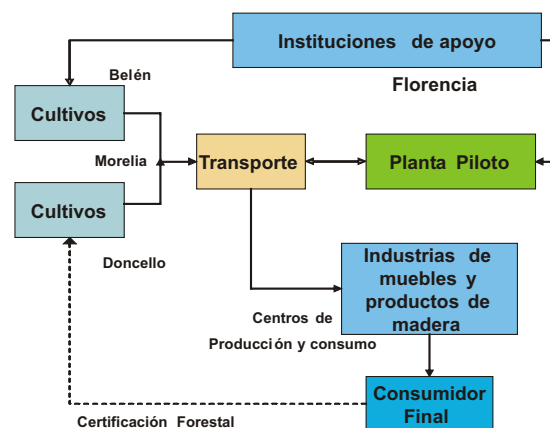 Instituciones de apoyo
Belén
Florencia
Cultivos
Morelia
Transporte
Planta Piloto
Cultivos
Doncello
Industrias de
muebles y
productos de
madera
Centros de
Producción y consumo
Consumidor
Final
Certificación Forestal